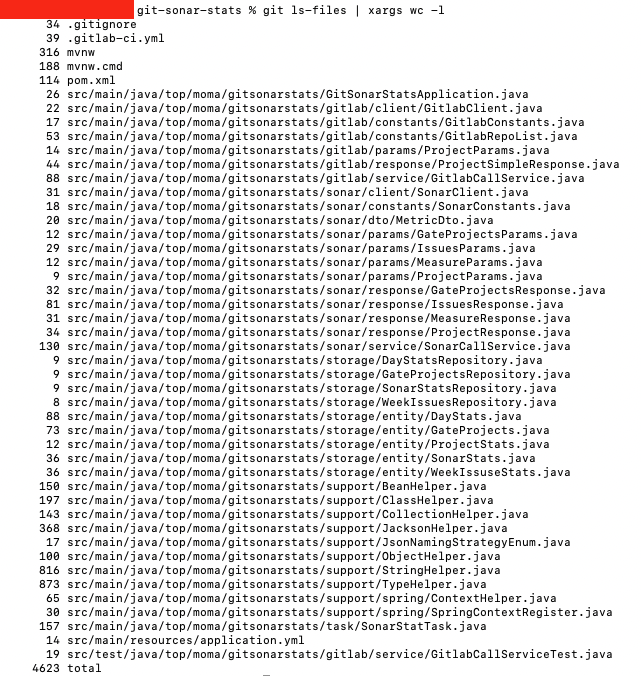 git-sonar-stats % git ls-files | xargs wc -l
34 .gitignore
39 .gitlab-ci.yml
316 mvnw
188 mvnw.cmd
114 pom.xml
26 src/main/java/top/moma/gitsonarstats/GitSonarStatsApplication.java
22 src/main/java/top/moma/gitsonarstats/gitlab/client/GitlabClient.java
17 src/main/java/top/moma/gitsonarstats/gitlab/constants/GitlabConstants.java
53 src/main/java/top/moma/gitsonarstats/gitlab/constants/GitlabRepoList.java
14 src/main/java/top/moma/gitsonarstats/gitlab/params/ProjectParams.java
44 src/main/java/top/moma/gitsonarstats/gitlab/response/ProjectSimpleResponse.java
88 src/main/java/top/moma/gitsonarstats/gitlab/service/GitlabCallService.java
31 src/main/java/top/moma/gitsonarstats/sonar/client/SonarClient.java
18 src/main/java/top/moma/gitsonarstats/sonar/constants/SonarConstants.java
20 src/main/java/top/moma/gitsonarstats/sonar/dto/MetricDto.java
12 src/main/java/top/moma/gitsonarstats/sonar/params/GateProjectsParams.java
29 src/main/java/top/moma/gitsonarstats/sonar/params/IssuesParams.java
12 src/main/java/top/moma/gitsonarstats/sonar/params/MeasureParams.java
9 src/main/java/top/moma/gitsonarstats/sonar/params/ProjectParams.java
32 src/main/java/top/moma/gitsonarstats/sonar/response/GateProjectsResponse.java
81 src/main/java/top/moma/gitsonarstats/sonar/response/IssuesResponse.java
31 src/main/java/top/moma/gitsonarstats/sonar/response/MeasureResponse.java
34 src/main/java/top/moma/gitsonarstats/sonar/response/ProjectResponse.java
130 src/main/java/top/moma/gitsonarstats/sonar/service/SonarCallService.java
9 src/main/java/top/moma/gitsonarstats/storage/DayStatsRepository.java
9 src/main/java/top/moma/gitsonarstats/storage/GateProjectsRepository.java
9 src/main/java/top/moma/gitsonarstats/storage/SonarStatsRepository.java
8 src/main/java/top/moma/gitsonarstats/storage/WeekIssuesRepository.java
88 src/main/java/top/moma/gitsonarstats/storage/entity/DayStats.java
73 src/main/java/top/moma/gitsonarstats/storage/entity/GateProjects.java
12 src/main/java/top/moma/gitsonarstats/storage/entity/ProjectStats.java
36 src/main/java/top/moma/gitsonarstats/storage/entity/SonarStats.java
36 src/main/java/top/moma/gitsonarstats/storage/entity/WeekIssuseStats.java
150 src/main/java/top/moma/gitsonarstats/support/BeanHelper.java
197 src/main/java/top/moma/gitsonarstats/support/ClassHelper.java
143 src/main/java/top/moma/gitsonarstats/support/CollectionHelper.java
368 src/main/java/top/moma/gitsonarstats/support/JacksonHelper.java
17 src/main/java/top/moma/gitsonarstats/support/JsonNamingStrategyEnum.java
100 src/main/java/top/moma/gitsonarstats/support/ObjectHelper.java
816 src/main/java/top/moma/gitsonarstats/support/StringHelper.java
873 src/main/java/top/moma/gitsonarstats/support/TypeHelper.java
65 src/main/java/top/moma/gitsonarstats/support/spring/ContextHelper.java
30 src/main/java/top/moma/gitsonarstats/support/spring/SpringContextRegister.java
157 src/main/java/top/moma/gitsonarstats/task/SonarStatTask.java
14 src/main/resources/application.yml
19 src/test/java/top/moma/gitsonarstats/gitlab/service/GitlabCallServiceTest.java
4623 total